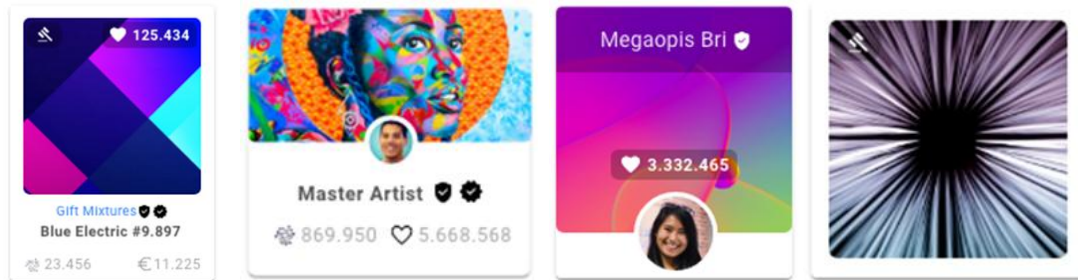 125.434
Gift Mixtures
Blue Electric #9.897
23.456 €11.225
Master Artist
869.950 5.668.568
Megaopis Bri
3.332.465